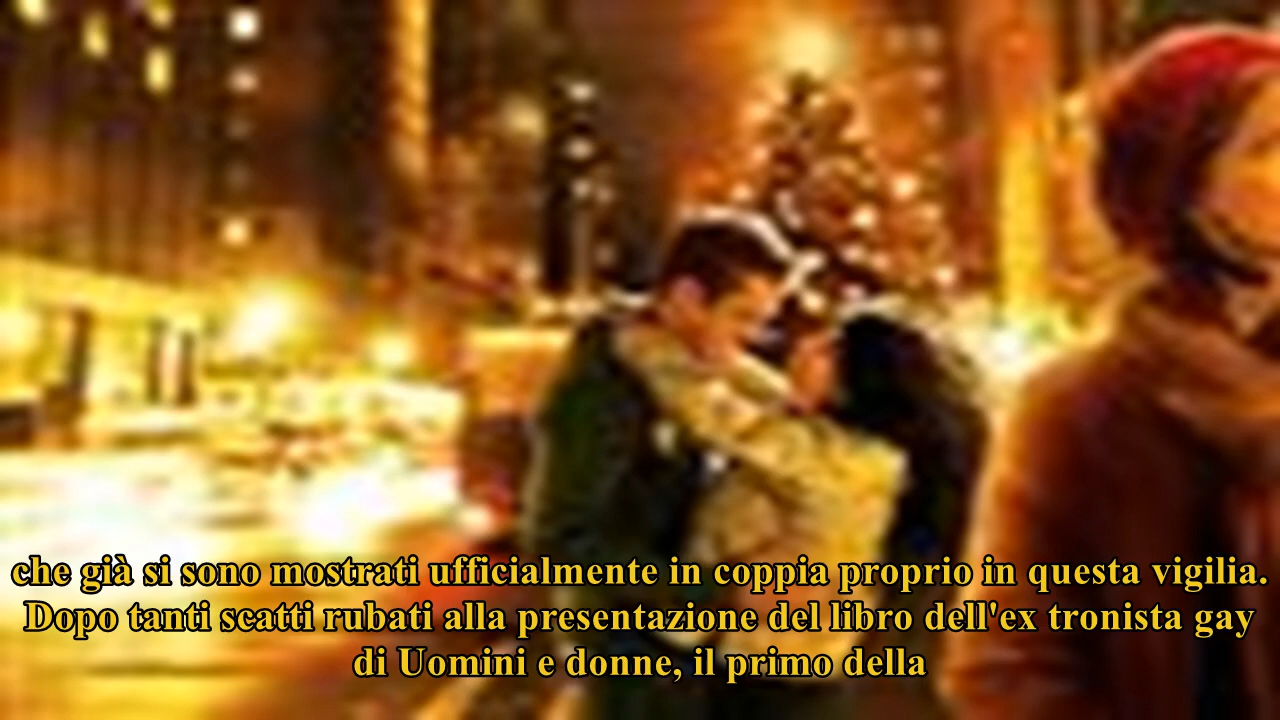 che già si sono mostrati ufficialmente in coppia proprio in questa vigilia.
Dopo tanti scatti rubati alla presentazione del libro dell'ex tronista gay
di Uomini e donne, il primo della